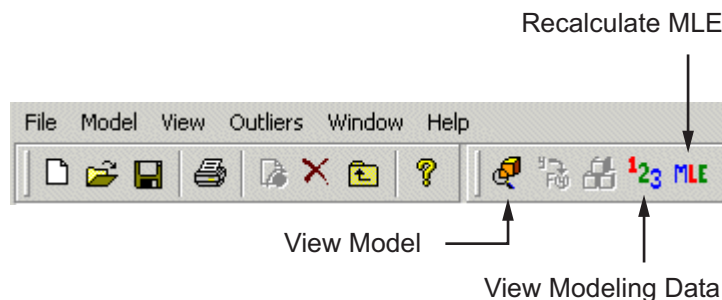 Recalculate MLE
File Model View Outliers Window Help
? y F(y) 123 MLE
View Model
View Modeling Data